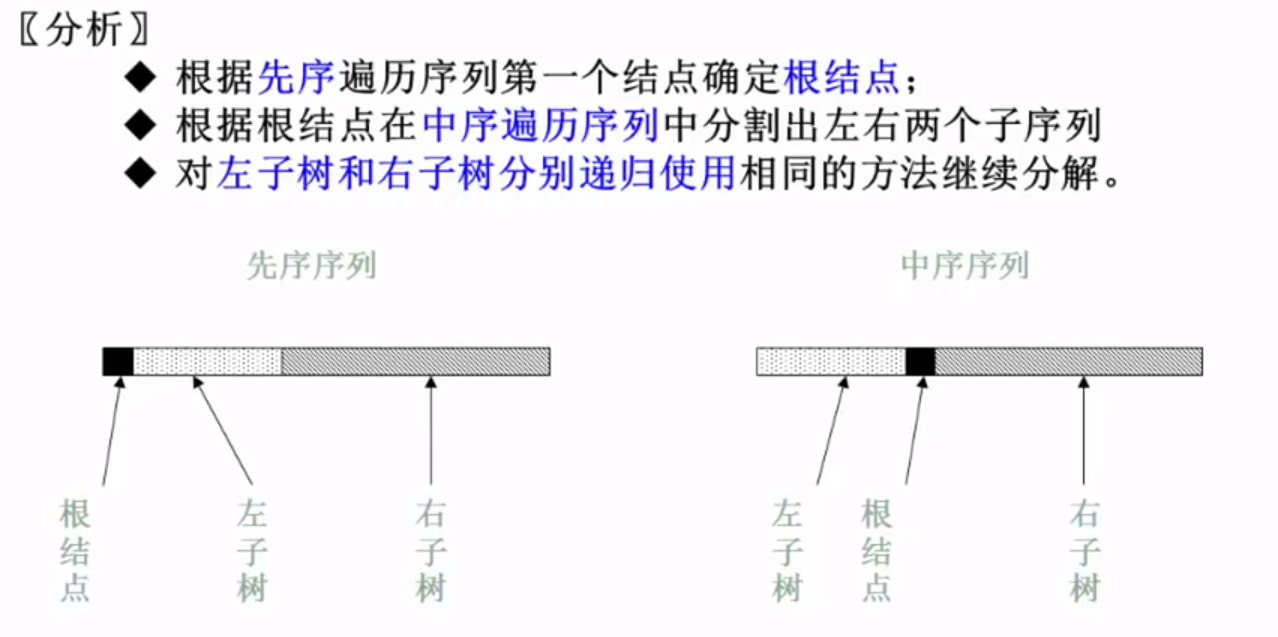 〖分析〗
◆ 根据先序遍历序列第一个结点确定根结点;
◆ 根据根结点在中序遍历序列中分割出左右两个子序列
◆ 对左子树和右子树分别递归使用相同的方法继续分解。
先序序列
中序序列
根结点
左子树
右子树
左子树
根结点
右子树